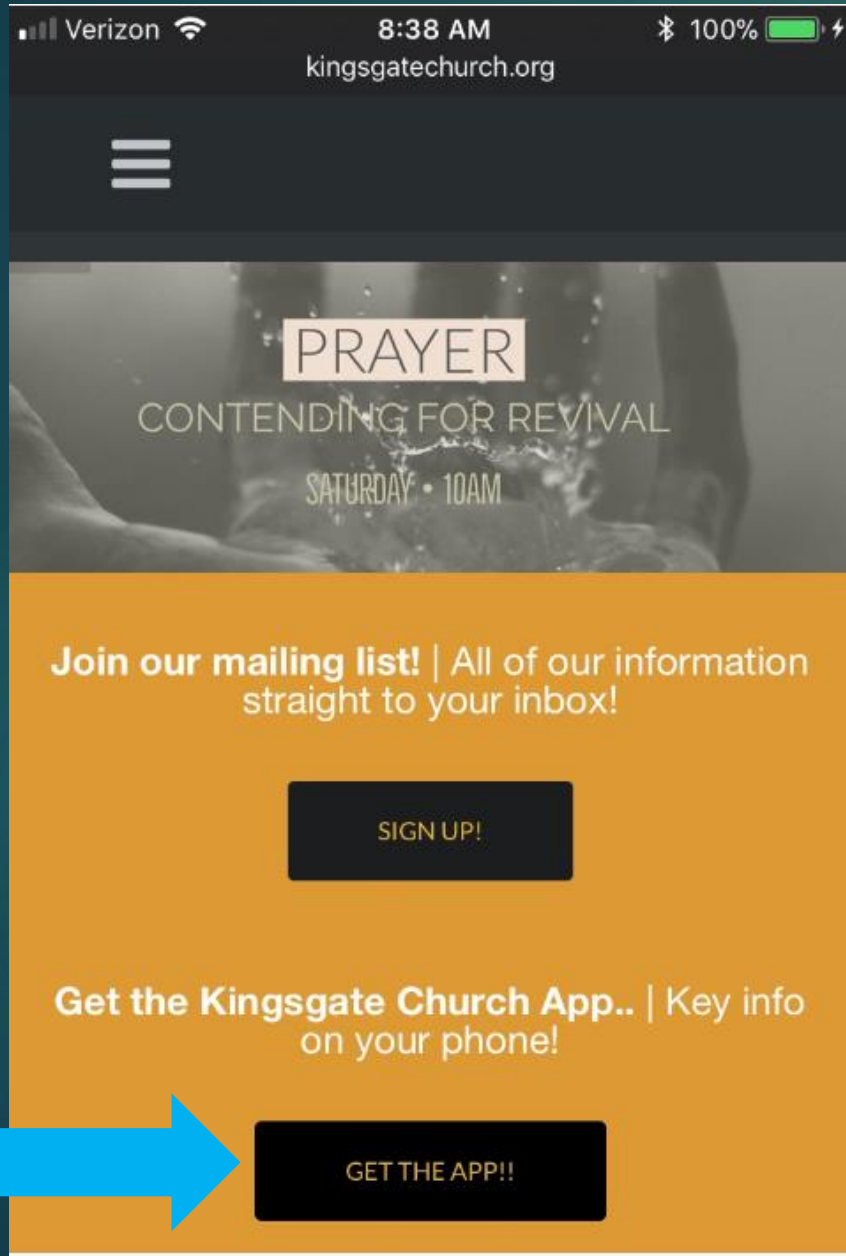 Verizon 8:38 AM 100%
kingsgatechurch.org
PRAYER
CONTENDING FOR REVIVAL
SATURDAY • 10AM
Join our mailing list! | All of our information
straight to your inbox!
SIGN UP!
Get the Kingsgate Church App.. | Key info
on your phone!
GET THE APP!!